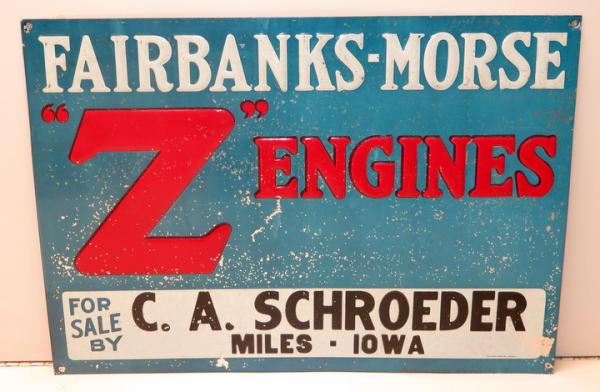 FAIRBANKS-MORSE
"Z" ENGINES
FOR SALE BY
C. A. SCHROEDER
MILES - IOWA